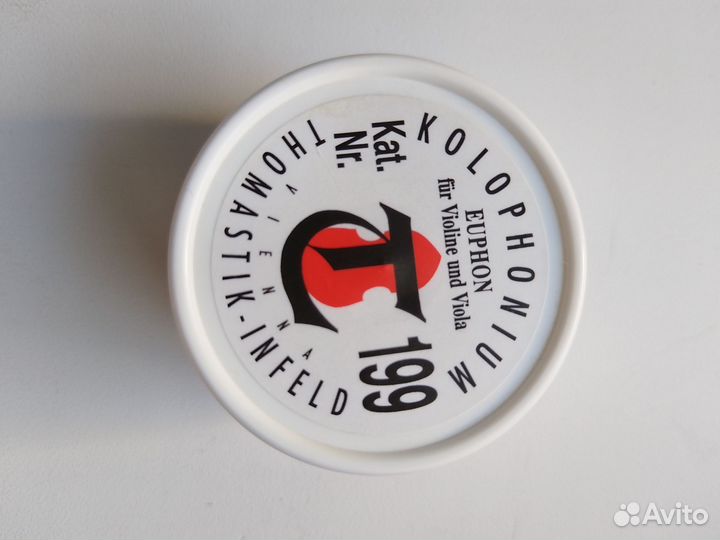 KOLOPHONIUM
EUPHON
für Violine und Viola
Kat. Nr. 199
VIENNA
THOMASTIK-INFELD
Avito